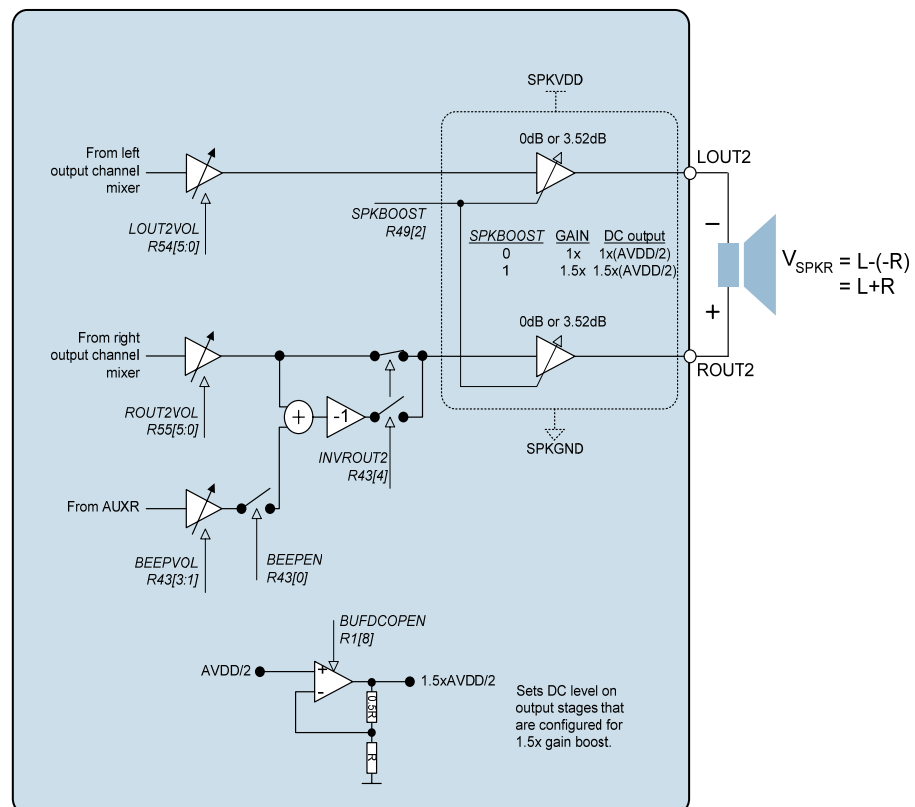 SPKVDD
0dB or 3.52dB
LOUT2
From left
output channel
mixer
LOUT2VOL
R54[5:0]
SPKBOOST
R49[2]
SPKBOOST GAIN DC output
0 1x 1x(AVDD/2)
1 1.5x 1.5x(AVDD/2)
−
+
VSPKR = L-(-R)
= L+R
From right
output channel
mixer
0dB or 3.52dB
ROUT2
ROUT2VOL
R55[5:0]
+
-1
INVROUT2
R43[4]
SPKGND
From AUXR
BEEPVOL
R43[3:1]
BEEPEN
R43[0]
BUFDCOPEN
R1[8]
AVDD/2
+
-
1.5xAVDD/2
0.5R
R
Sets DC level on
output stages that
are configured for
1.5x gain boost.